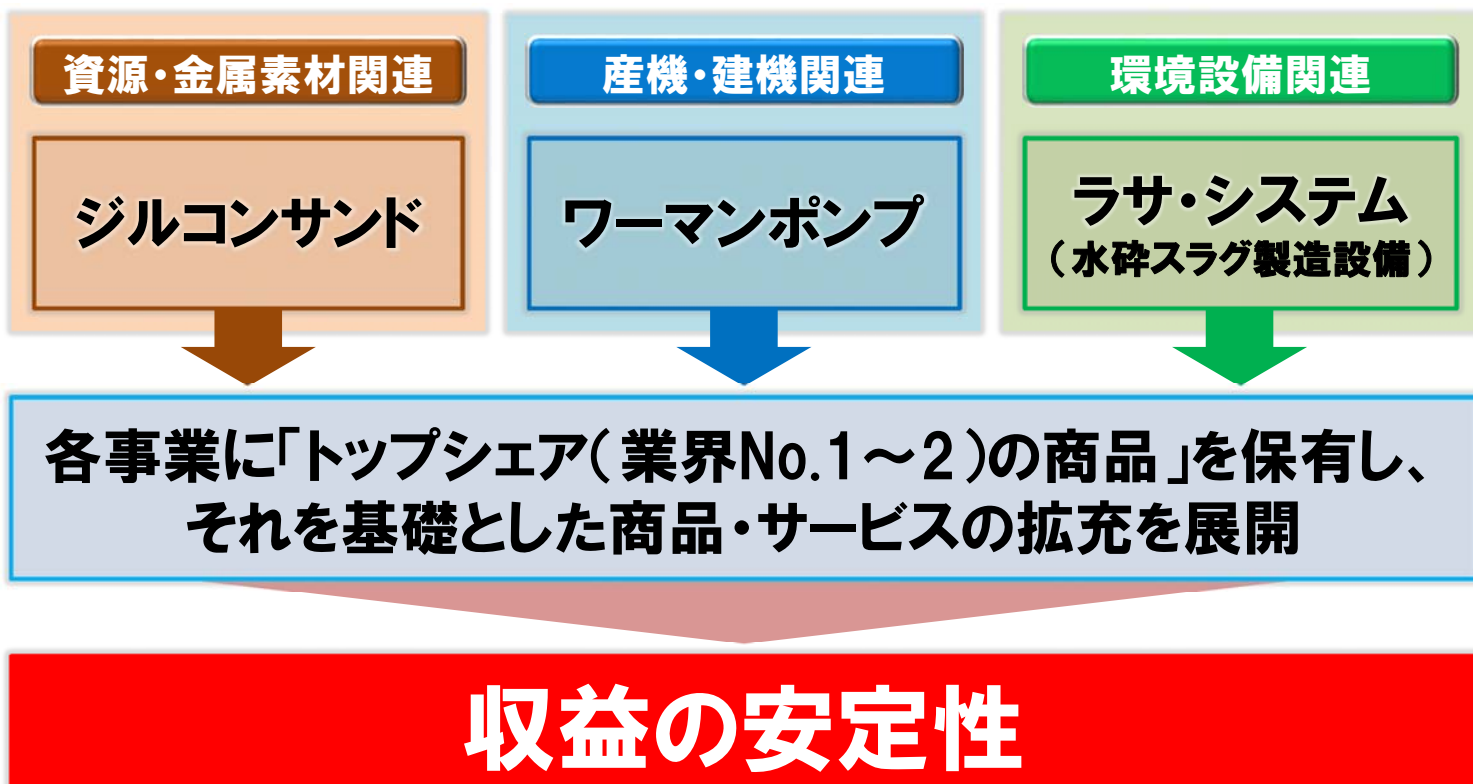 資源・金属素材関連
ジルコンサンド
産機・建機関連
ワーマンポンプ
環境設備関連
ラサ・システム
（水砕スラグ製造設備）
各事業に「トップシェア（業界No.1～2）の商品」を保有し、
それを基礎とした商品・サービスの拡充を展開
収益の安定性